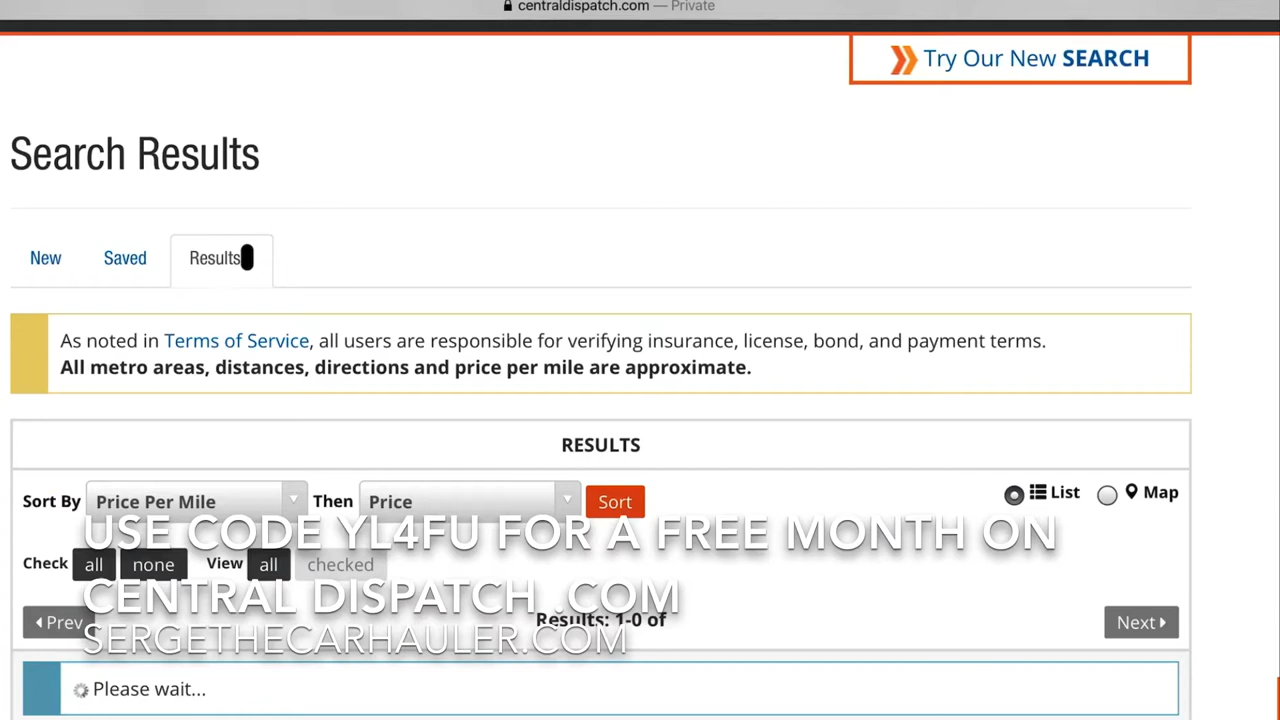 centraldispatch.com — Private
Try Our New SEARCH
Search Results
New Saved Results
As noted in Terms of Service, all users are responsible for verifying insurance, license, bond, and payment terms.
All metro areas, distances, directions and price per mile are approximate.
RESULTS
Sort By Price Per Mile Then Price Sort List Map
USE CODE YL4FU FOR A FREE MONTH ON
Check all none View all checked
CENTRAL DISPATCH .COM
Prev Results: 1-0 of Next
SERGETHECARHAULER.COM
Please wait...